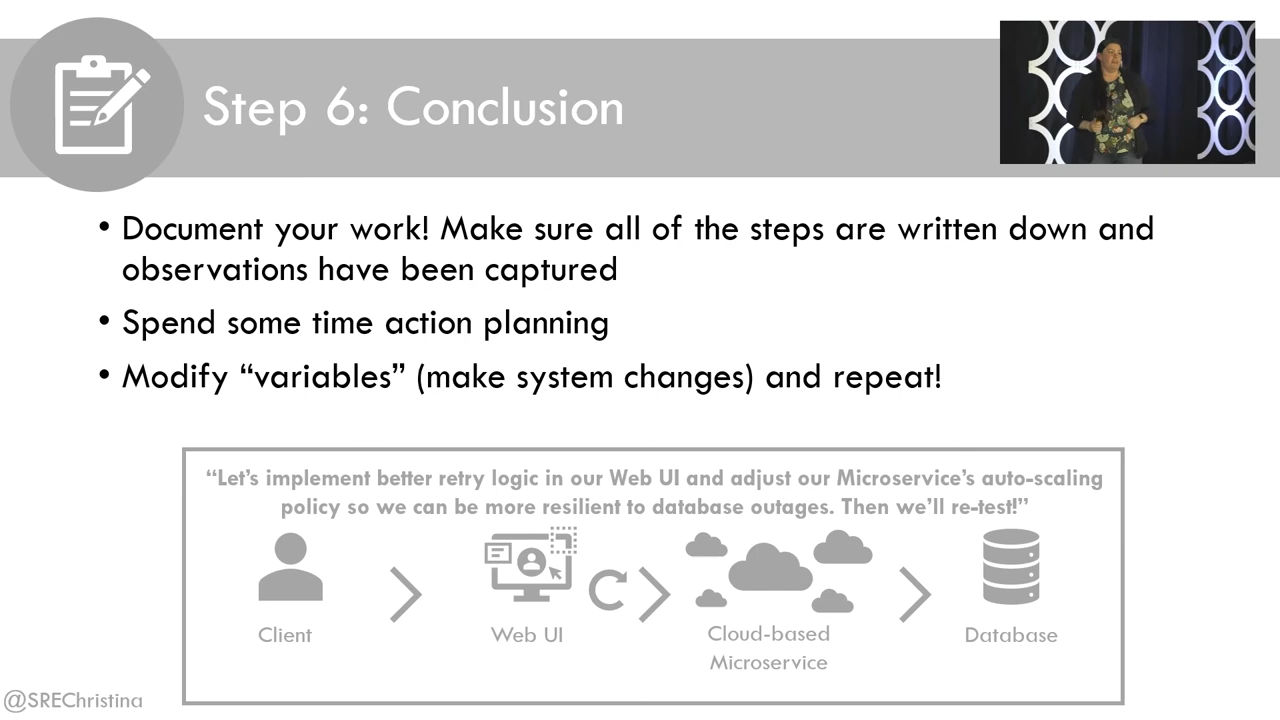 Step 6: Conclusion
• Document your work! Make sure all of the steps are written down and
observations have been captured
• Spend some time action planning
• Modify “variables” (make system changes) and repeat!
“Let’s implement better retry logic in our Web UI and adjust our Microservice’s auto-scaling
policy so we can be more resilient to database outages. Then we’ll re-test!”
Client
Web UI
Cloud-based
Microservice
Database
@SREChristina